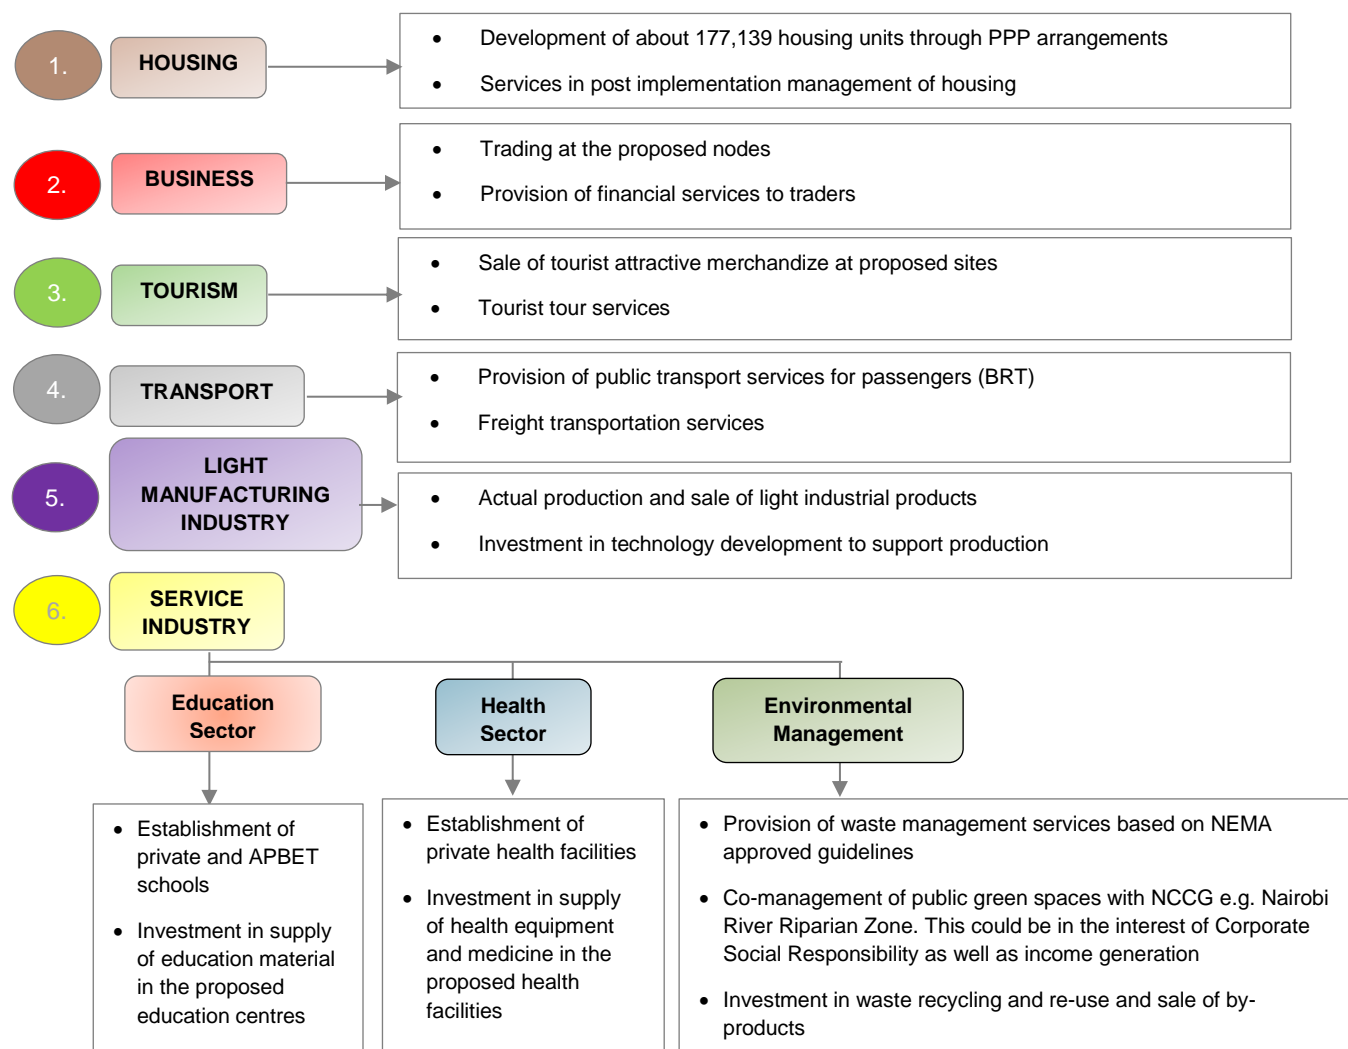 1.
HOUSING
• Development of about 177,139 housing units through PPP arrangements
• Services in post implementation management of housing
2.
BUSINESS
• Trading at the proposed nodes
• Provision of financial services to traders
3.
TOURISM
• Sale of tourist attractive merchandize at proposed sites
• Tourist tour services
4.
TRANSPORT
• Provision of public transport services for passengers (BRT)
• Freight transportation services
5.
LIGHT
MANUFACTURING
INDUSTRY
• Actual production and sale of light industrial products
• Investment in technology development to support production
6.
SERVICE
INDUSTRY
Education
Sector
• Establishment of
private and APBET
schools
• Investment in supply
of education material
in the proposed
education centres
Health
Sector
• Establishment of
private health facilities
• Investment in supply
of health equipment
and medicine in the
proposed health
facilities
Environmental
Management
• Provision of waste management services based on NEMA
approved guidelines
• Co-management of public green spaces with NCCG e.g. Nairobi
River Riparian Zone. This could be in the interest of Corporate
Social Responsibility as well as income generation
• Investment in waste recycling and re-use and sale of by-
products